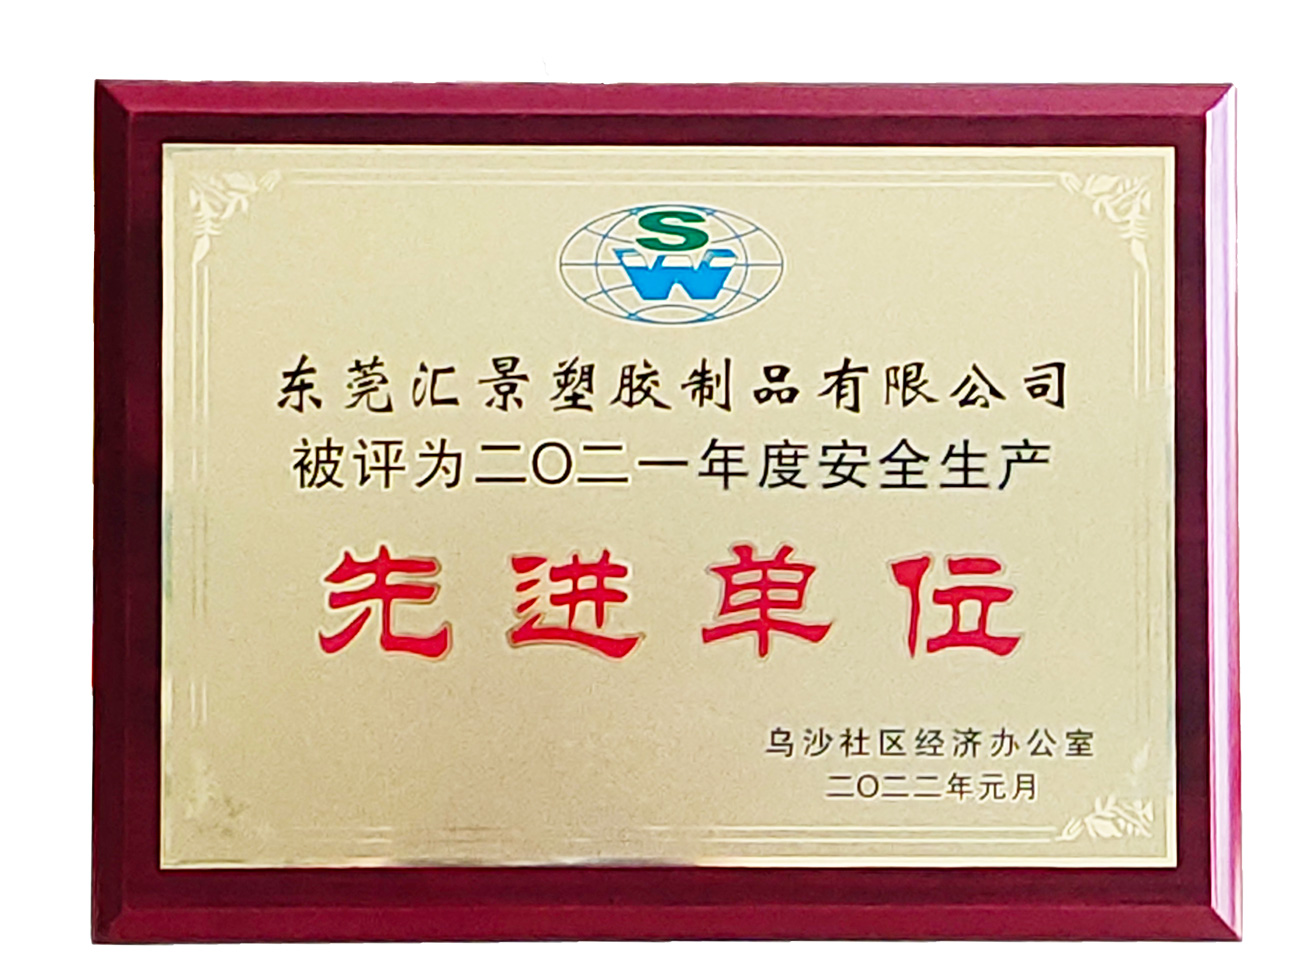 SW
东莞汇景塑胶制品有限公司
被评为二〇二一年度安全生产
先进单位
乌沙社区经济办公室
二〇二二年元月